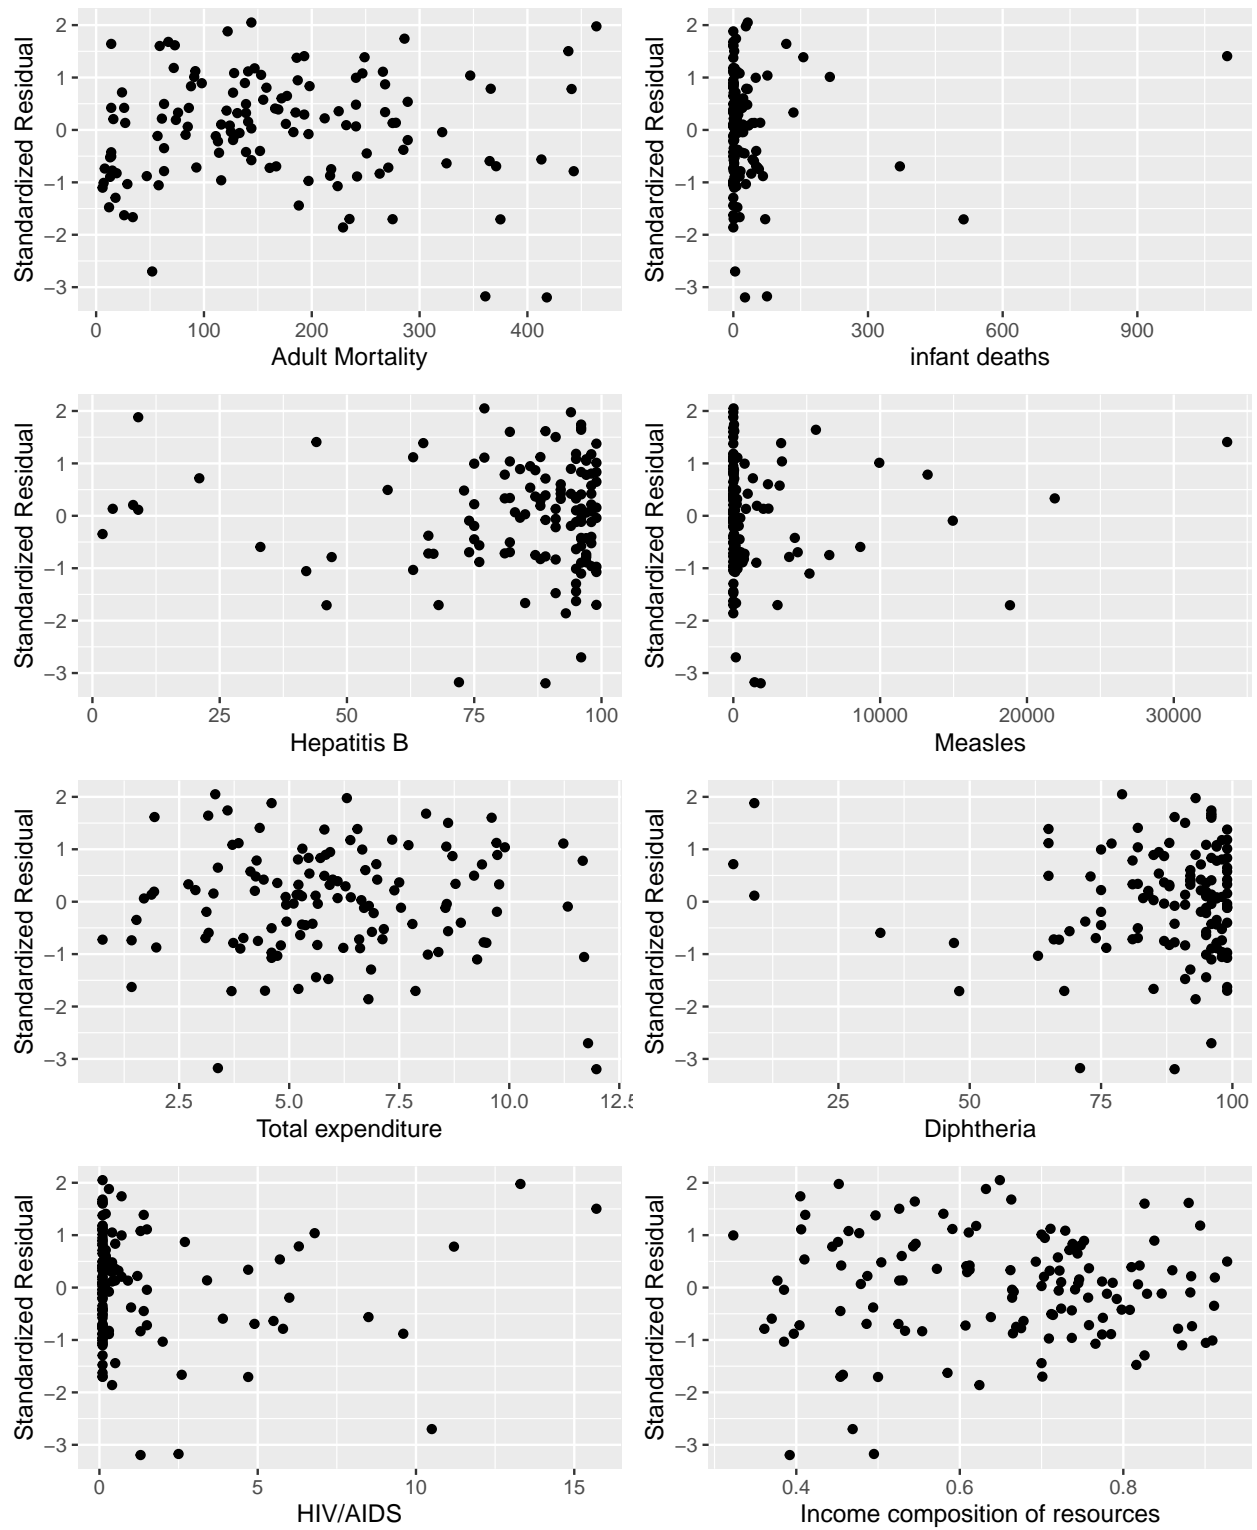 Standardized Residual
2
1
0
−1
−2
−3
0 100 200 300 400
Adult Mortality
Standardized Residual
2
1
0
−1
−2
−3
0 300 600 900
infant deaths
Standardized Residual
2
1
0
−1
−2
−3
0 25 50 75 100
Hepatitis B
Standardized Residual
2
1
0
−1
−2
−3
0 10000 20000 30000
Measles
Standardized Residual
2
1
0
−1
−2
−3
2.5 5.0 7.5 10.0 12.5
Total expenditure
Standardized Residual
2
1
0
−1
−2
−3
25 50 75 100
Diphtheria
Standardized Residual
2
1
0
−1
−2
−3
0 5 10 15
HIV/AIDS
Standardized Residual
2
1
0
−1
−2
−3
0.4 0.6 0.8
Income composition of resources